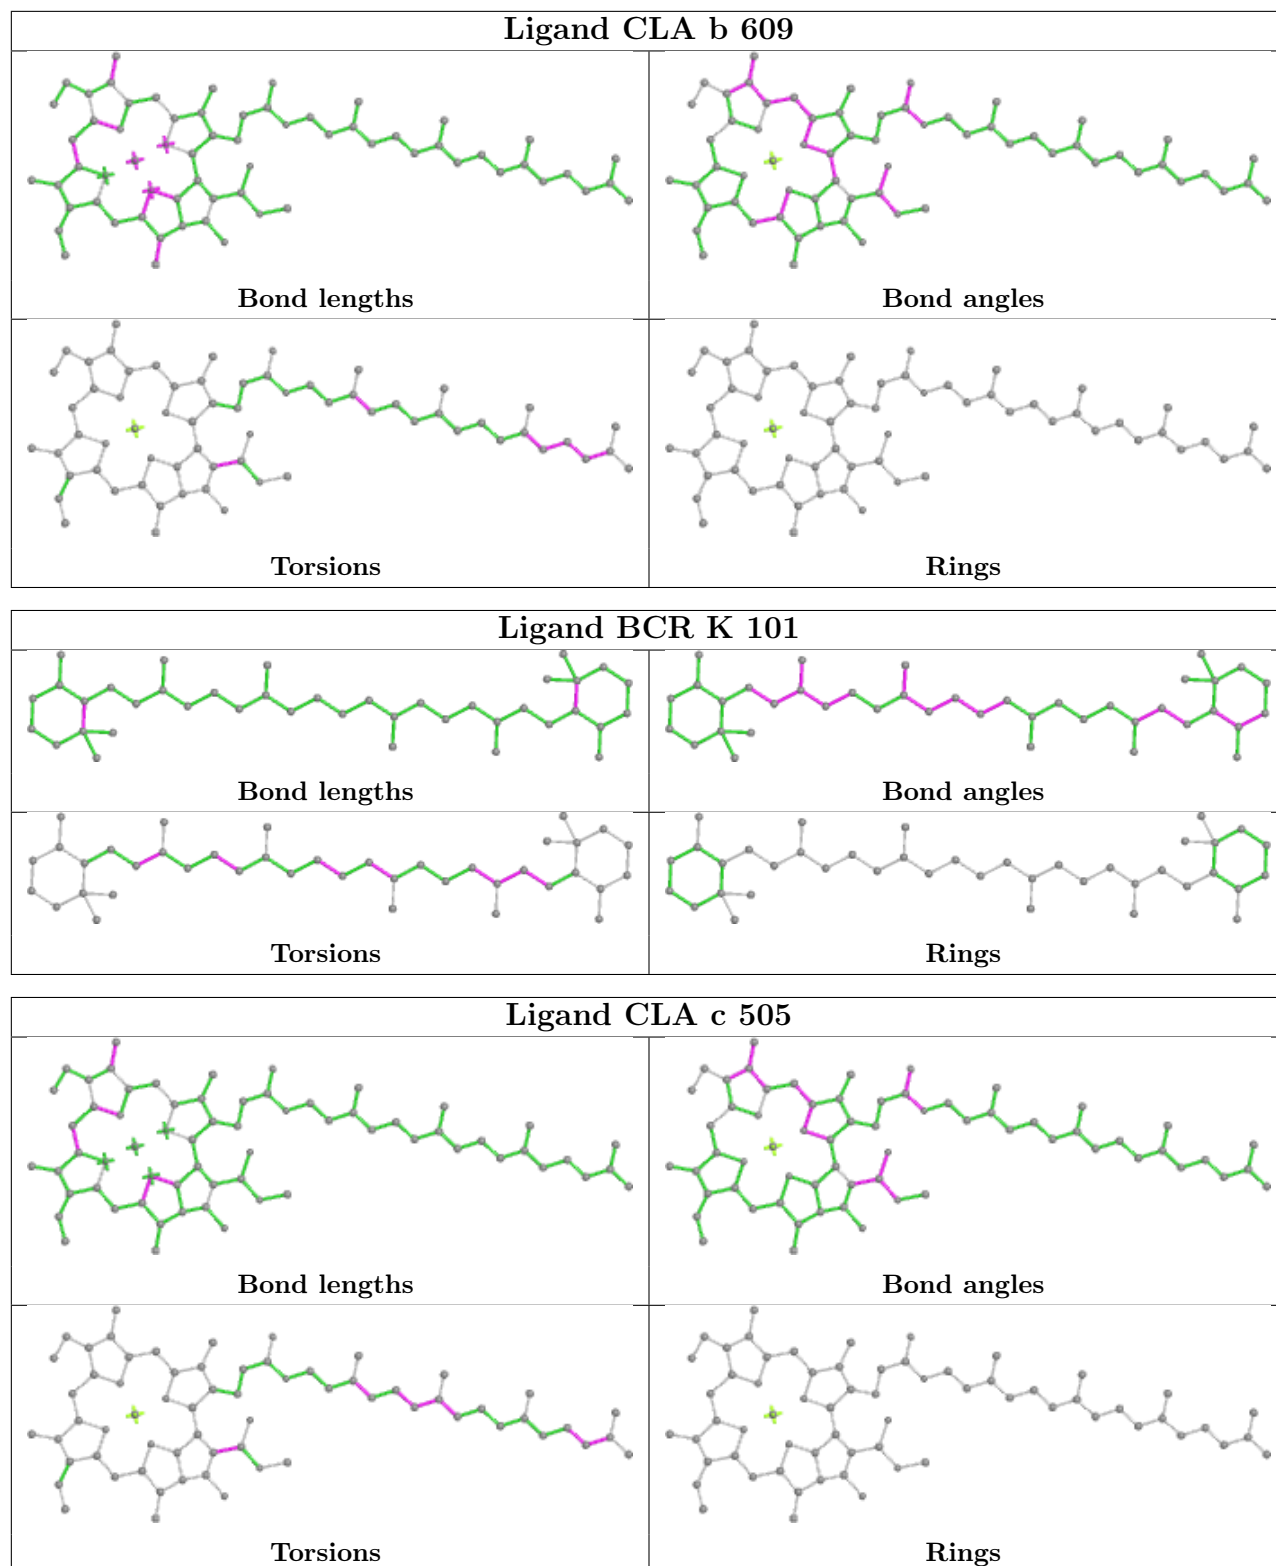 Ligand CLA b 609
Bond lengths
Bond angles
Torsions
Rings
Ligand BCR K 101
Bond lengths
Bond angles
Torsions
Rings
Ligand CLA c 505
Bond lengths
Bond angles
Torsions
Rings